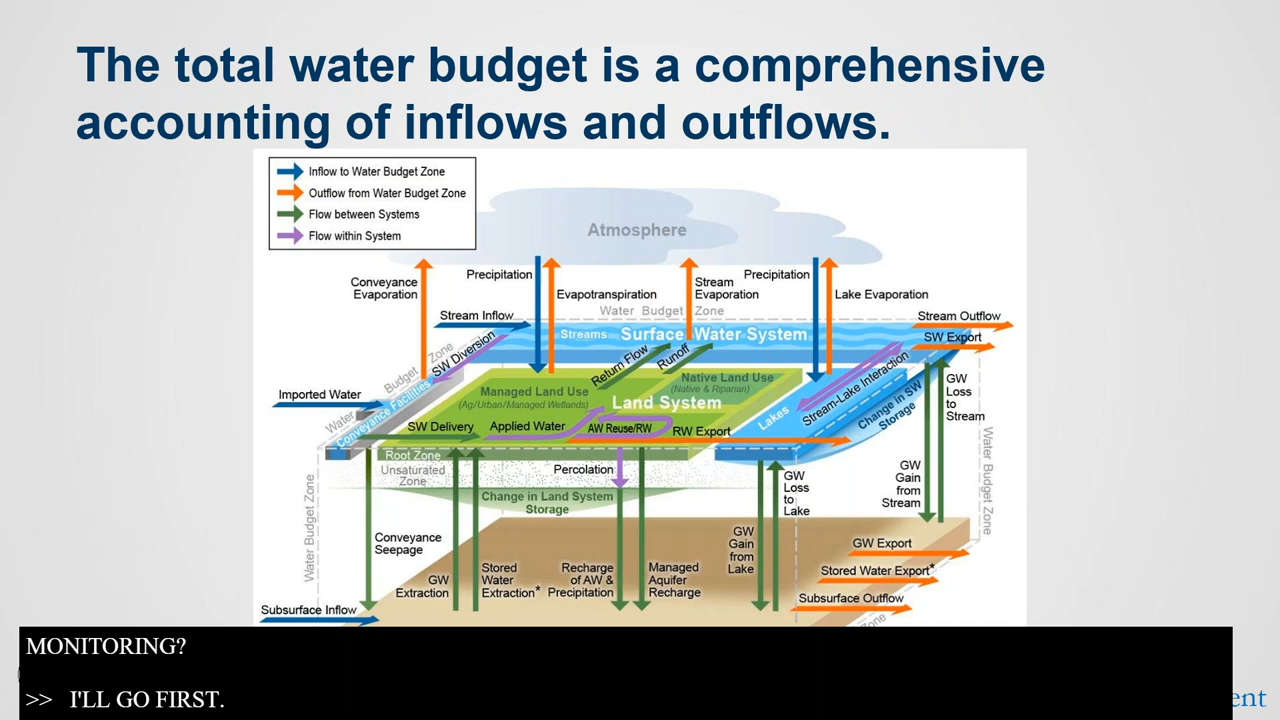 The total water budget is a comprehensive
accounting of inflows and outflows.
Inflow to Water Budget Zone
Outflow from Water Budget Zone
Flow between Systems
Flow within System
Atmosphere
Conveyance
Evaporation
Precipitation
Evapotranspiration
Stream
Evaporation
Precipitation
Lake Evaporation
Water Budget Zone
Stream Inflow
Stream Outflow
Streams
Surface Water System
SW Export
SW Diversion
Water Budget Zone
Imported Water
Conveyance Facilities
Return Flow
Runoff
Managed Land Use
(Ag/Urban/Managed Wetlands)
Native Land Use
(Native & Riparian)
Land System
Lakes
Stream-Lake Interaction
Change in SW
Storage
GW
Loss
to
Stream
SW Delivery
Applied Water
AW Reuse/RW
RW Export
Root Zone
Unsaturated
Zone
Percolation
Change in Land System
Storage
GW
Loss
to
Lake
GW
Gain
from
Stream
Water Budget Zone
Water Budget Zone
Conveyance
Seepage
GW
Extraction
Stored
Water
Extraction*
Recharge
of AW &
Precipitation
Managed
Aquifer
Recharge
GW
Gain
from
Lake
GW Export
Stored Water Export*
Subsurface Outflow
Subsurface Inflow
Zone
MONITORING?
>> I'LL GO FIRST.
ent